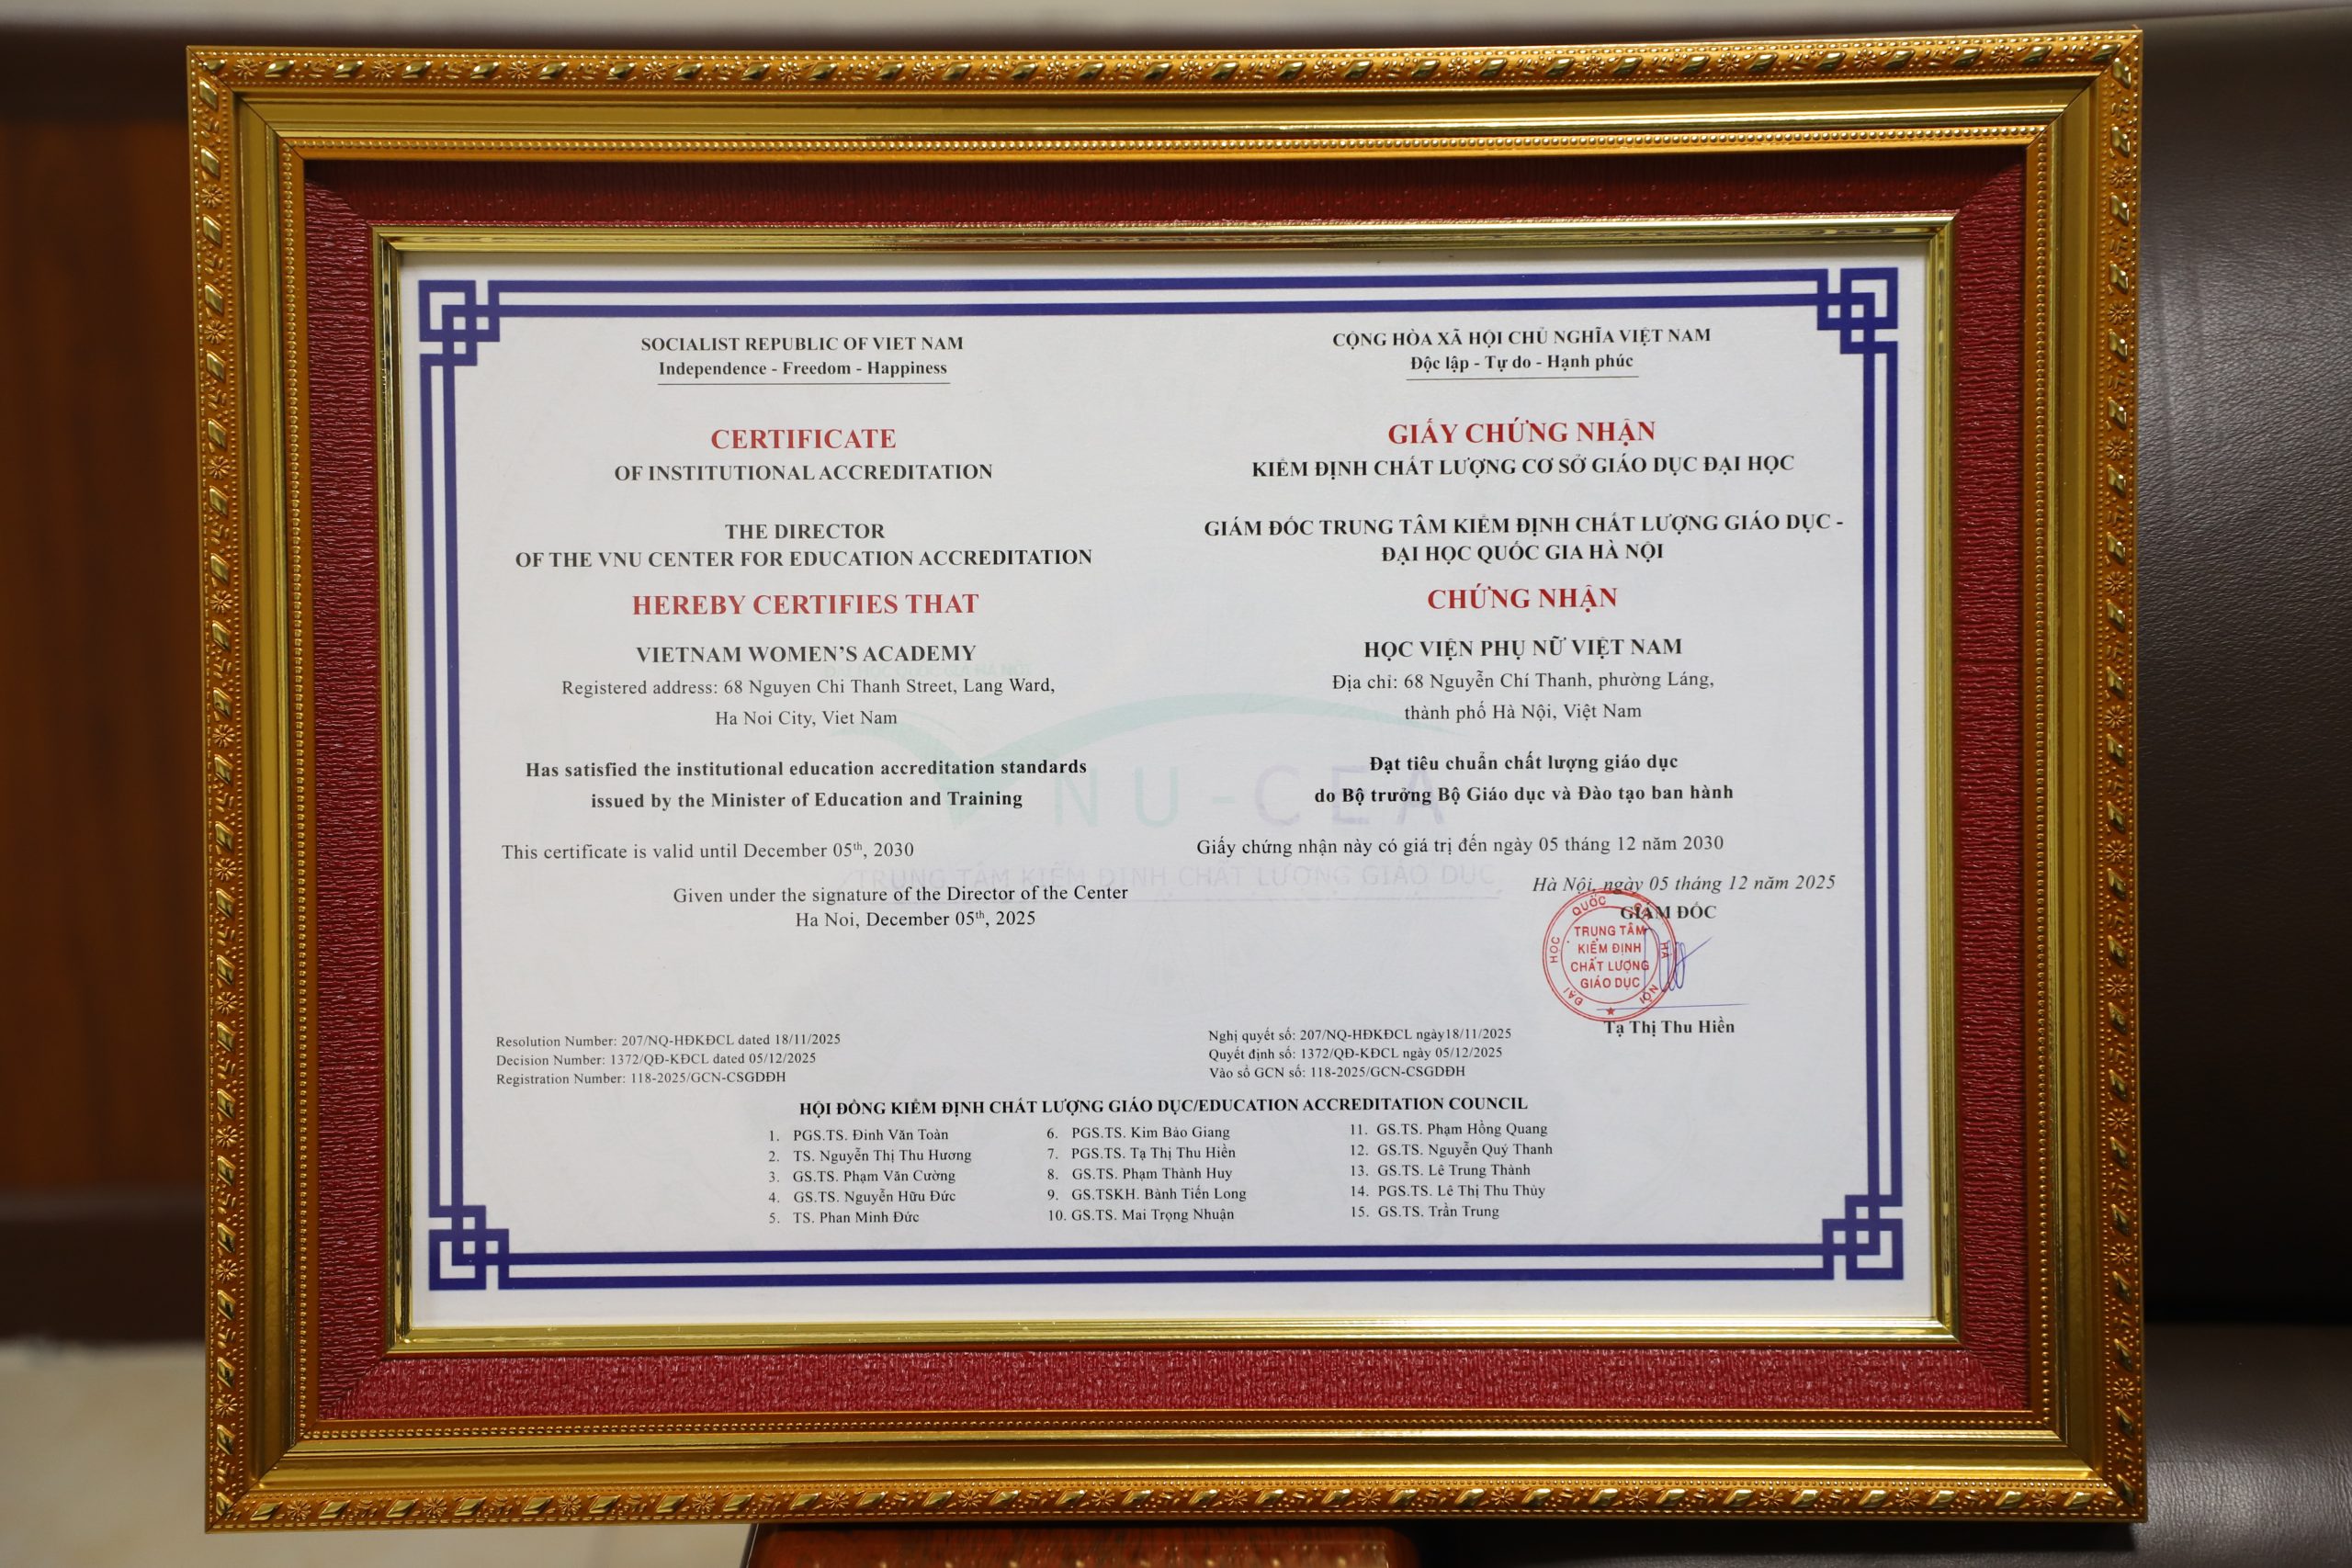 SOCIALIST REPUBLIC OF VIET NAM
Independence - Freedom - Happiness
CERTIFICATE
OF INSTITUTIONAL ACCREDITATION
THE DIRECTOR
OF THE VNU CENTER FOR EDUCATION ACCREDITATION
HEREBY CERTIFIES THAT
VIETNAM WOMEN'S ACADEMY
Registered address: 68 Nguyen Chi Thanh Street, Lang Ward,
Ha Noi City, Viet Nam
Has satisfied the institutional education accreditation standards
issued by the Minister of Education and Training
This certificate is valid until December 05th, 2030
Given under the signature of the Director of the Center
Ha Noi, December 05th, 2025
Resolution Number: 207/NQ-HĐKĐCL dated 18/11/2025
Decision Number: 1372/QĐ-KĐCL dated 05/12/2025
Registration Number: 118-2025/GCN-CSGDĐH
CỘNG HÒA XÃ HỘI CHỦ NGHĨA VIỆT NAM
Độc lập - Tự do - Hạnh phúc
GIẤY CHỨNG NHẬN
KIỂM ĐỊNH CHẤT LƯỢNG CƠ SỞ GIÁO DỤC ĐẠI HỌC
GIÁM ĐỐC TRUNG TÂM KIỂM ĐỊNH CHẤT LƯỢNG GIÁO DỤC -
ĐẠI HỌC QUỐC GIA HÀ NỘI
CHỨNG NHẬN
HỌC VIỆN PHỤ NỮ VIỆT NAM
Địa chỉ: 68 Nguyễn Chí Thanh, phường Láng,
thành phố Hà Nội, Việt Nam
Đạt tiêu chuẩn chất lượng giáo dục
do Bộ trưởng Bộ Giáo dục và Đào tạo ban hành
Giấy chứng nhận này có giá trị đến ngày 05 tháng 12 năm 2030
Hà Nội, ngày 05 tháng 12 năm 2025
GIÁM ĐỐC
ĐẠI HỌC QUỐC GIA HÀ NỘI
TRUNG TÂM
KIỂM ĐỊNH
CHẤT LƯỢNG
GIÁO DỤC
Tạ Thị Thu Hiền
Nghị quyết số: 207/NQ-HĐKĐCL ngày18/11/2025
Quyết định số: 1372/QĐ-KĐCL ngày 05/12/2025
Vào sổ GCN số: 118-2025/GCN-CSGDĐH
NU-CEA
TRUNG TÂM KIỂM ĐỊNH CHẤT LƯỢNG GIÁO DỤC
HỘI ĐỒNG KIỂM ĐỊNH CHẤT LƯỢNG GIÁO DỤC/EDUCATION ACCREDITATION COUNCIL
1. PGS.TS. Đinh Văn Toàn
2. TS. Nguyễn Thị Thu Hương
3. GS.TS. Phạm Văn Cường
4. GS.TS. Nguyễn Hữu Đức
5. TS. Phan Minh Đức
6. PGS.TS. Kim Bảo Giang
7. PGS.TS. Tạ Thị Thu Hiền
8. GS.TS. Phạm Thành Huy
9. GS.TSKH. Bành Tiến Long
10. GS.TS. Mai Trọng Nhuận
11. GS.TS. Phạm Hồng Quang
12. GS.TS. Nguyễn Quý Thanh
13. GS.TS. Lê Trung Thành
14. PGS.TS. Lê Thị Thu Thủy
15. GS.TS. Trần Trung